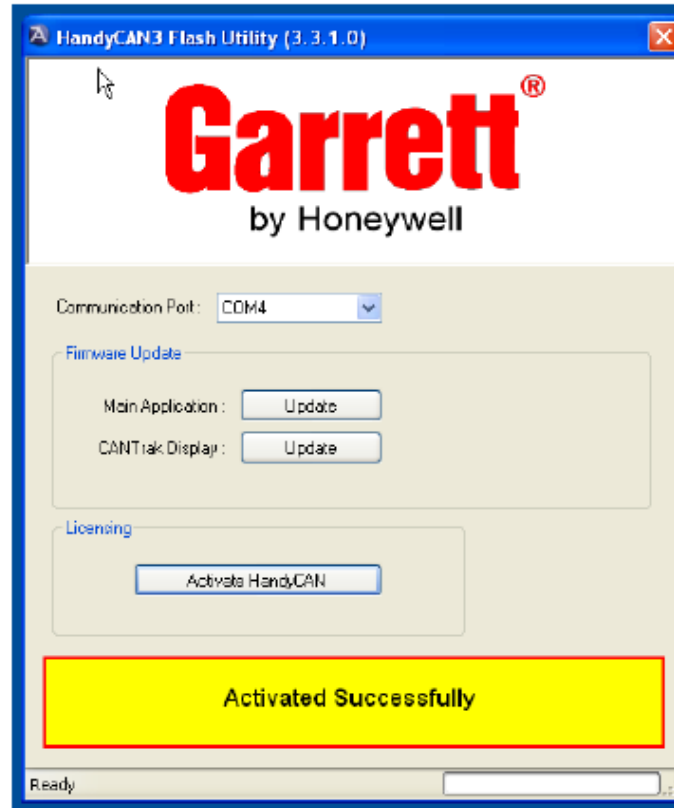 HandyCAN3 Flash Utility (3.3.1.0)
Garrett®
by Honeywell
Communication Port: COM4
Firmware Update
Main Application : Update
CANTrak Display : Update
Licensing
Activate HandyCAN
Activated Successfully
Ready